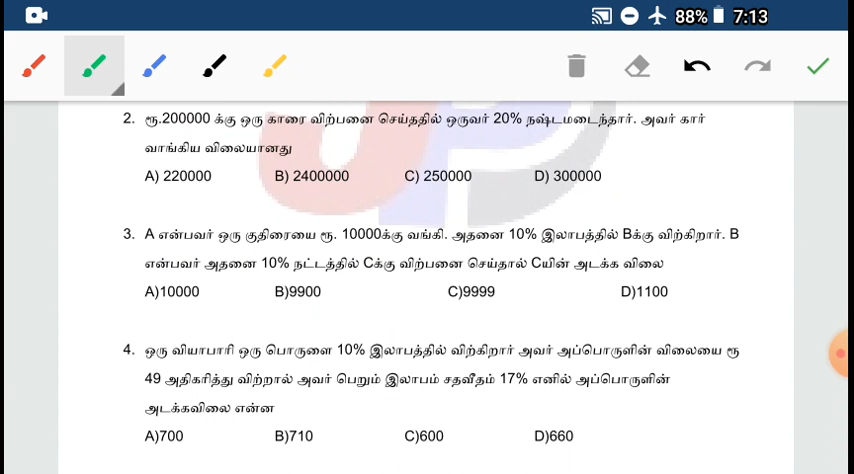 88% 7:13
2. ரூ.200000 க்கு ஒரு காரை விற்பனை செய்ததில் ஒருவர் 20% நஷ்டமடைந்தார். அவர் கார்
வாங்கிய விலையானது
A) 220000 B) 2400000 C) 250000 D) 300000
3. A என்பவர் ஒரு குதிரையை ரூ. 10000க்கு வங்கி. அதனை 10% இலாபத்தில் Bக்கு விற்கிறார். B
என்பவர் அதனை 10% நட்டத்தில் Cக்கு விற்பனை செய்தால் Cயின் அடக்க விலை
A)10000 B)9900 C)9999 D)1100
4. ஒரு வியாபாரி ஒரு பொருளை 10% இலாபத்தில் விற்கிறார் அவர் அப்பொருளின் விலையை ரூ
49 அதிகரித்து விற்றால் அவர் பெறும் இலாபம் சதவீதம் 17% எனில் அப்பொருளின்
அடக்கவிலை என்ன
A)700 B)710 C)600 D)660